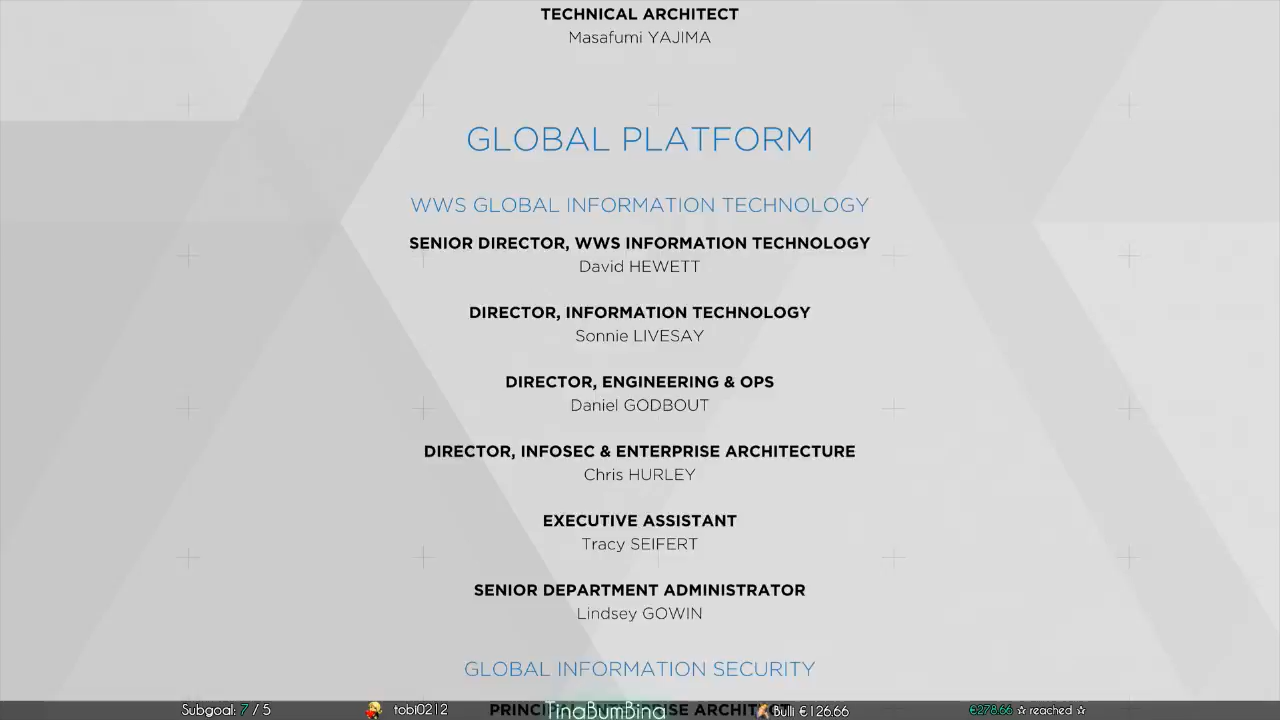 TECHNICAL ARCHITECT
Masafumi YAJIMA
GLOBAL PLATFORM
WWS GLOBAL INFORMATION TECHNOLOGY
SENIOR DIRECTOR, WWS INFORMATION TECHNOLOGY
David HEWETT
DIRECTOR, INFORMATION TECHNOLOGY
Sonnie LIVESAY
DIRECTOR, ENGINEERING & OPS
Daniel GODBOUT
DIRECTOR, INFOSEC & ENTERPRISE ARCHITECTURE
Chris HURLEY
EXECUTIVE ASSISTANT
Tracy SEIFERT
SENIOR DEPARTMENT ADMINISTRATOR
Lindsey GOWIN
GLOBAL INFORMATION SECURITY
Subgoal: 7 / 5 tobi0212 TinaBumBina Bulli €126.66 €278.66 ☆ reached ☆